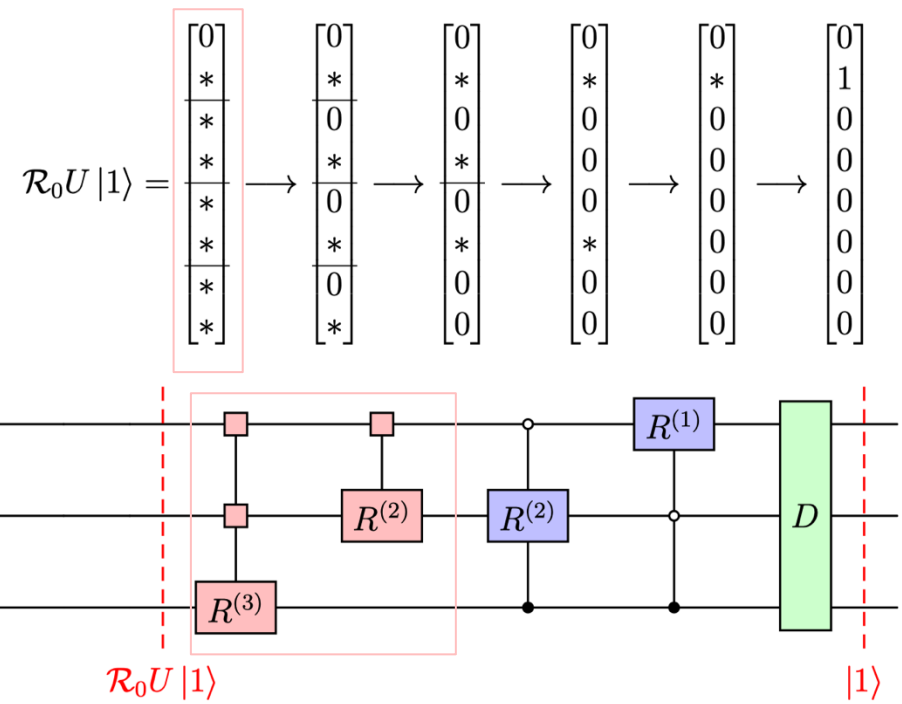 0 0 0 0 0 0
* * * * * 1
* 0 0 0 0 0
* * * 0 0 0
ℛ₀U |1⟩ = ⟶ ⟶ ⟶ ⟶ ⟶
* 0 0 0 0 0
* * * * 0 0
* 0 0 0 0 0
* * 0 0 0 0
R⁽¹⁾
R⁽²⁾ R⁽²⁾ D
R⁽³⁾
ℛ₀U |1⟩ |1⟩